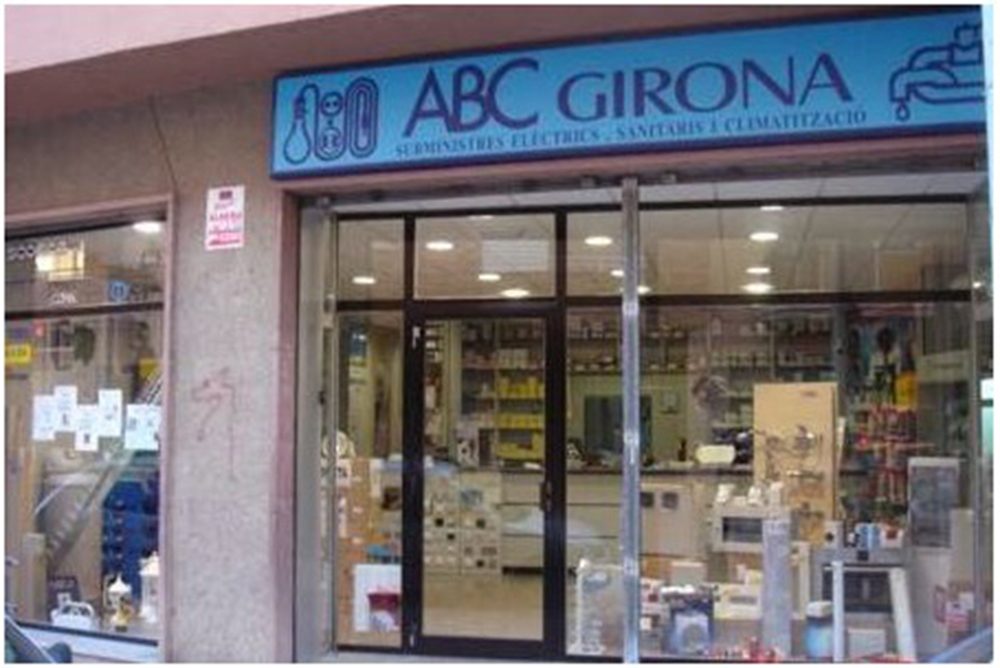 ABC GIRONA
SUBMINISTRES ELÈCTRICS - SANITARIS I CLIMATITZACIÓ